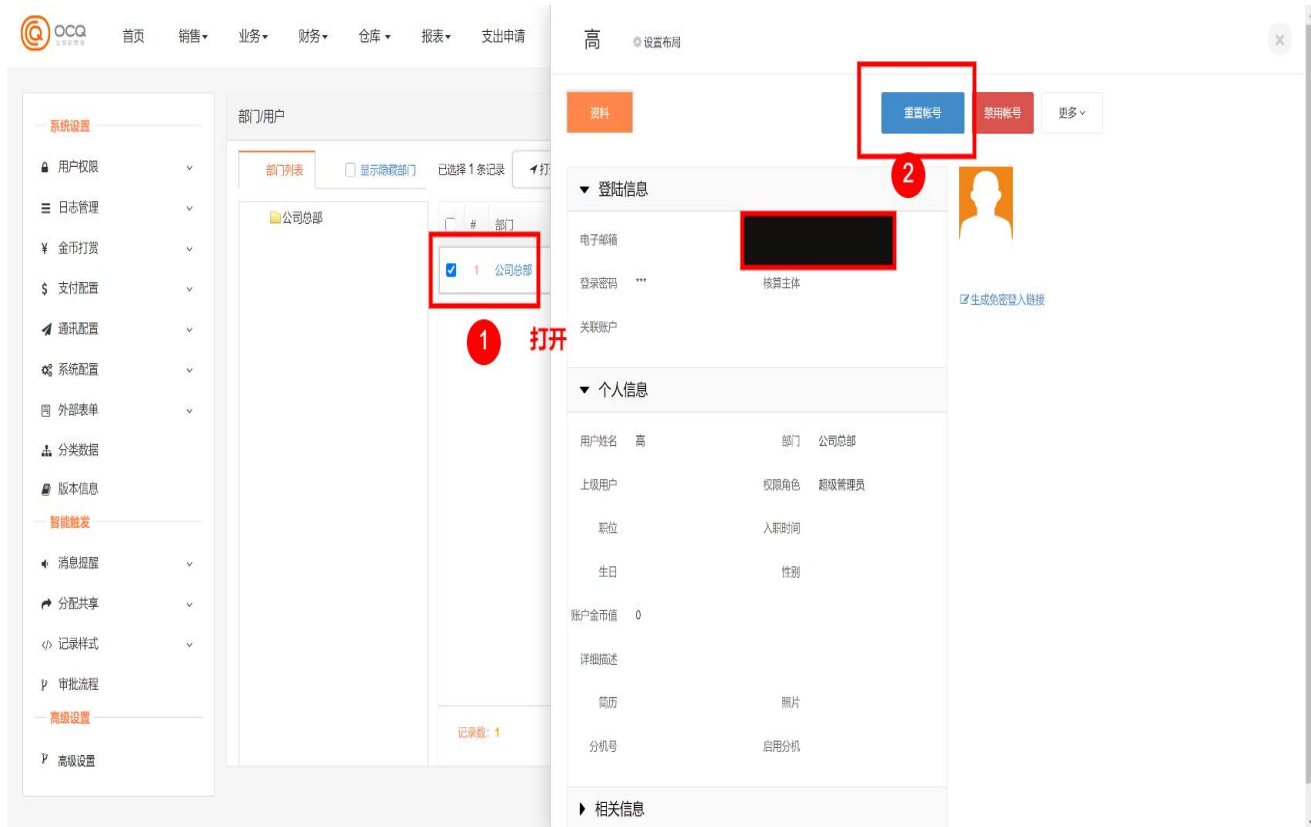 OCQ
首页 销售 业务 财务 仓库 报表 支出申请
系统设置
用户权限
日志管理
¥ 金币打赏
$ 支付配置
通讯配置
系统配置
外部表单
分类数据
版本信息
智能触发
消息提醒
分配共享
</> 记录样式
审批流程
高级设置
高级设置
部门/用户
部门列表 显示隐藏部门 已选择 1 条记录 打
公司总部
# 部门
1 公司总部
1 打开
记录数: 1
高 设置布局 x
资料 重置帐号 禁用帐号 更多
2
登陆信息
电子邮箱
登录密码 *** 核算主体
生成免密登入链接
关联账户
个人信息
用户姓名 高 部门 公司总部
上级用户 权限角色 超级管理员
职位 入职时间
生日 性别
账户金币值 0
详细描述
简历 照片
分机号 启用分机
相关信息